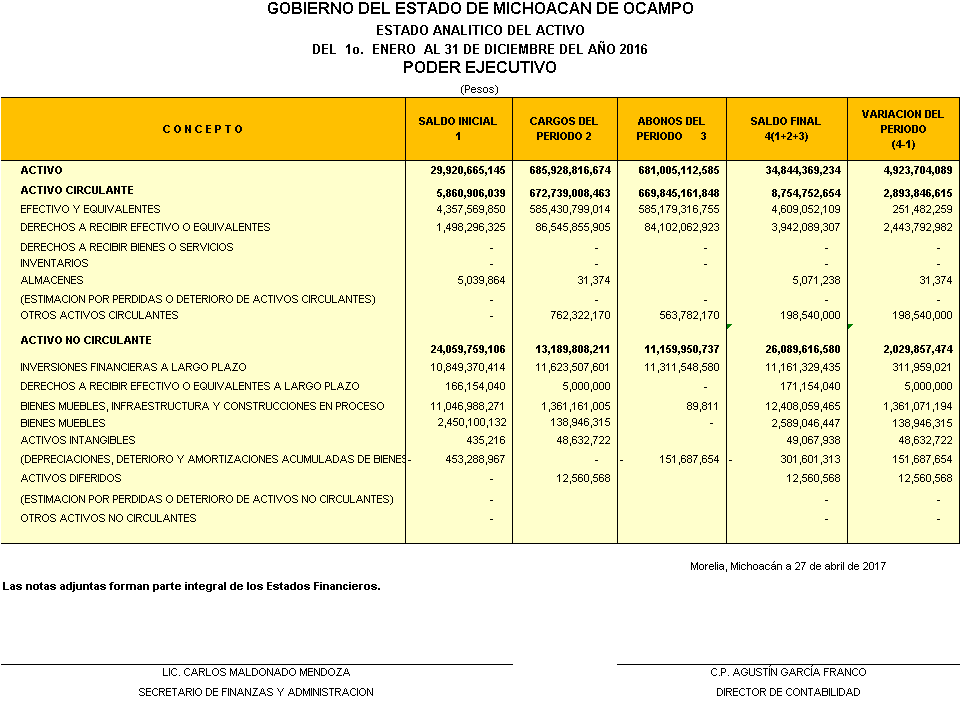 GOBIERNO DEL ESTADO DE MICHOACAN DE OCAMPO
ESTADO ANALITICO DEL ACTIVO
DEL 1o. ENERO AL 31 DE DICIEMBRE DEL AÑO 2016
PODER EJECUTIVO
(Pesos)
C O N C E P T O SALDO INICIAL 1 CARGOS DEL PERIODO 2 ABONOS DEL PERIODO 3 SALDO FINAL 4(1+2+3) VARIACION DEL PERIODO (4-1)
ACTIVO 29,920,665,145 685,928,816,674 681,005,112,585 34,844,369,234 4,923,704,089
ACTIVO CIRCULANTE 5,860,906,039 672,739,008,463 669,845,161,848 8,754,752,654 2,893,846,615
EFECTIVO Y EQUIVALENTES 4,357,569,850 585,430,799,014 585,179,316,755 4,609,052,109 251,482,259
DERECHOS A RECIBIR EFECTIVO O EQUIVALENTES 1,498,296,325 86,545,855,905 84,102,062,923 3,942,089,307 2,443,792,982
DERECHOS A RECIBIR BIENES O SERVICIOS - - - - -
INVENTARIOS - - - - -
ALMACENES 5,039,864 31,374 5,071,238 31,374
(ESTIMACION POR PERDIDAS O DETERIORO DE ACTIVOS CIRCULANTES) - - - - -
OTROS ACTIVOS CIRCULANTES - 762,322,170 563,782,170 198,540,000 198,540,000
ACTIVO NO CIRCULANTE 24,059,759,106 13,189,808,211 11,159,950,737 26,089,616,580 2,029,857,474
INVERSIONES FINANCIERAS A LARGO PLAZO 10,849,370,414 11,623,507,601 11,311,548,580 11,161,329,435 311,959,021
DERECHOS A RECIBIR EFECTIVO O EQUIVALENTES A LARGO PLAZO 166,154,040 5,000,000 - 171,154,040 5,000,000
BIENES MUEBLES, INFRAESTRUCTURA Y CONSTRUCCIONES EN PROCESO 11,046,988,271 1,361,161,005 89,811 12,408,059,465 1,361,071,194
BIENES MUEBLES 2,450,100,132 138,946,315 - 2,589,046,447 138,946,315
ACTIVOS INTANGIBLES 435,216 48,632,722 49,067,938 48,632,722
(DEPRECIACIONES, DETERIORO Y AMORTIZACIONES ACUMULADAS DE BIENES - 453,288,967 - - 151,687,654 - 301,601,313 151,687,654
ACTIVOS DIFERIDOS - 12,560,568 12,560,568 12,560,568
(ESTIMACION POR PERDIDAS O DETERIORO DE ACTIVOS NO CIRCULANTES) - - -
OTROS ACTIVOS NO CIRCULANTES - - -
Morelia, Michoacán a 27 de abril de 2017
Las notas adjuntas forman parte integral de los Estados Financieros.
LIC. CARLOS MALDONADO MENDOZA C.P. AGUSTÍN GARCÍA FRANCO
SECRETARIO DE FINANZAS Y ADMINISTRACION DIRECTOR DE CONTABILIDAD